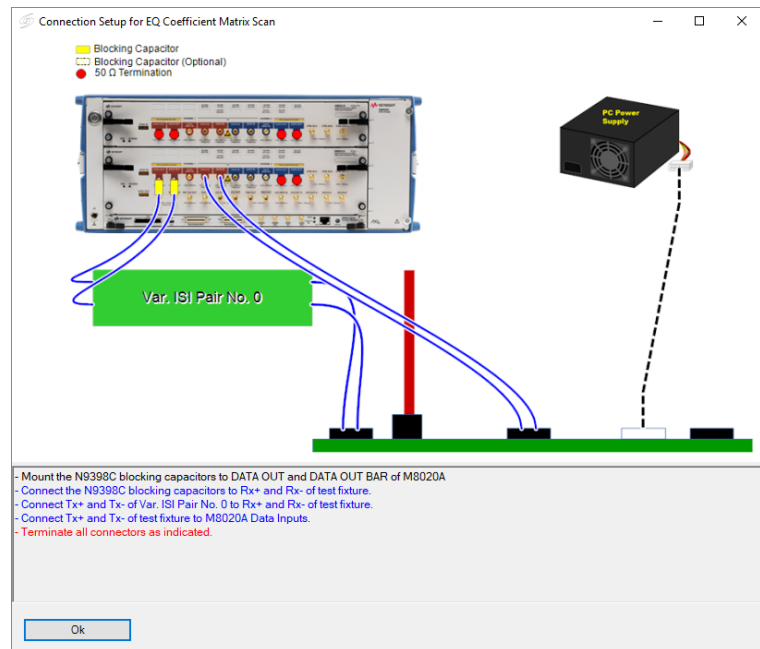 Connection Setup for EQ Coefficient Matrix Scan
Blocking Capacitor
Blocking Capacitor (Optional)
50 Ω Termination
KEYSIGHT
PC Power
Supply
Var. ISI Pair No. 0
- Mount the N9398C blocking capacitors to DATA OUT and DATA OUT BAR of M8020A
- Connect the N9398C blocking capacitors to Rx+ and Rx- of test fixture.
- Connect Tx+ and Tx- of Var. ISI Pair No. 0 to Rx+ and Rx- of test fixture.
- Connect Tx+ and Tx- of test fixture to M8020A Data Inputs.
- Terminate all connectors as indicated.
Ok